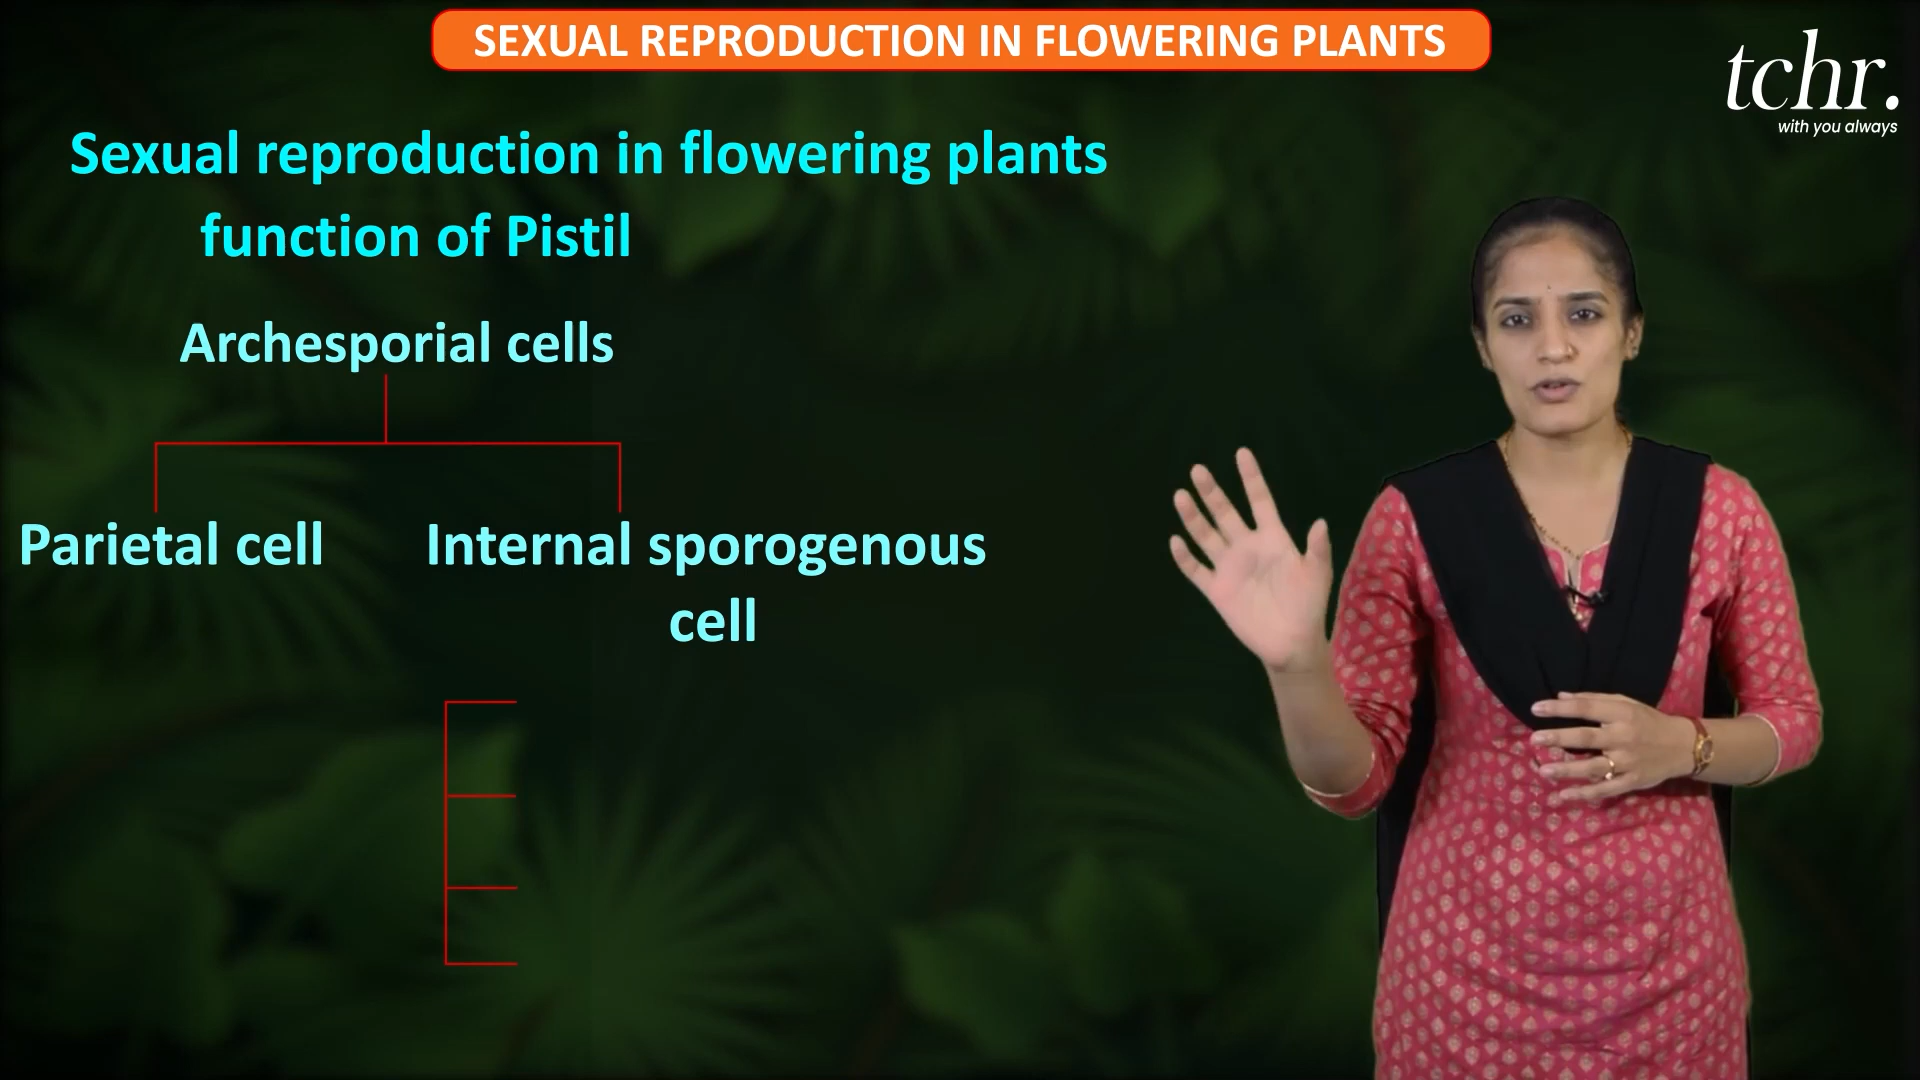 SEXUAL REPRODUCTION IN FLOWERING PLANTS
tchr.
with you always
Sexual reproduction in flowering plants
function of Pistil
Archesporial cells
Parietal cell
Internal sporogenous
cell